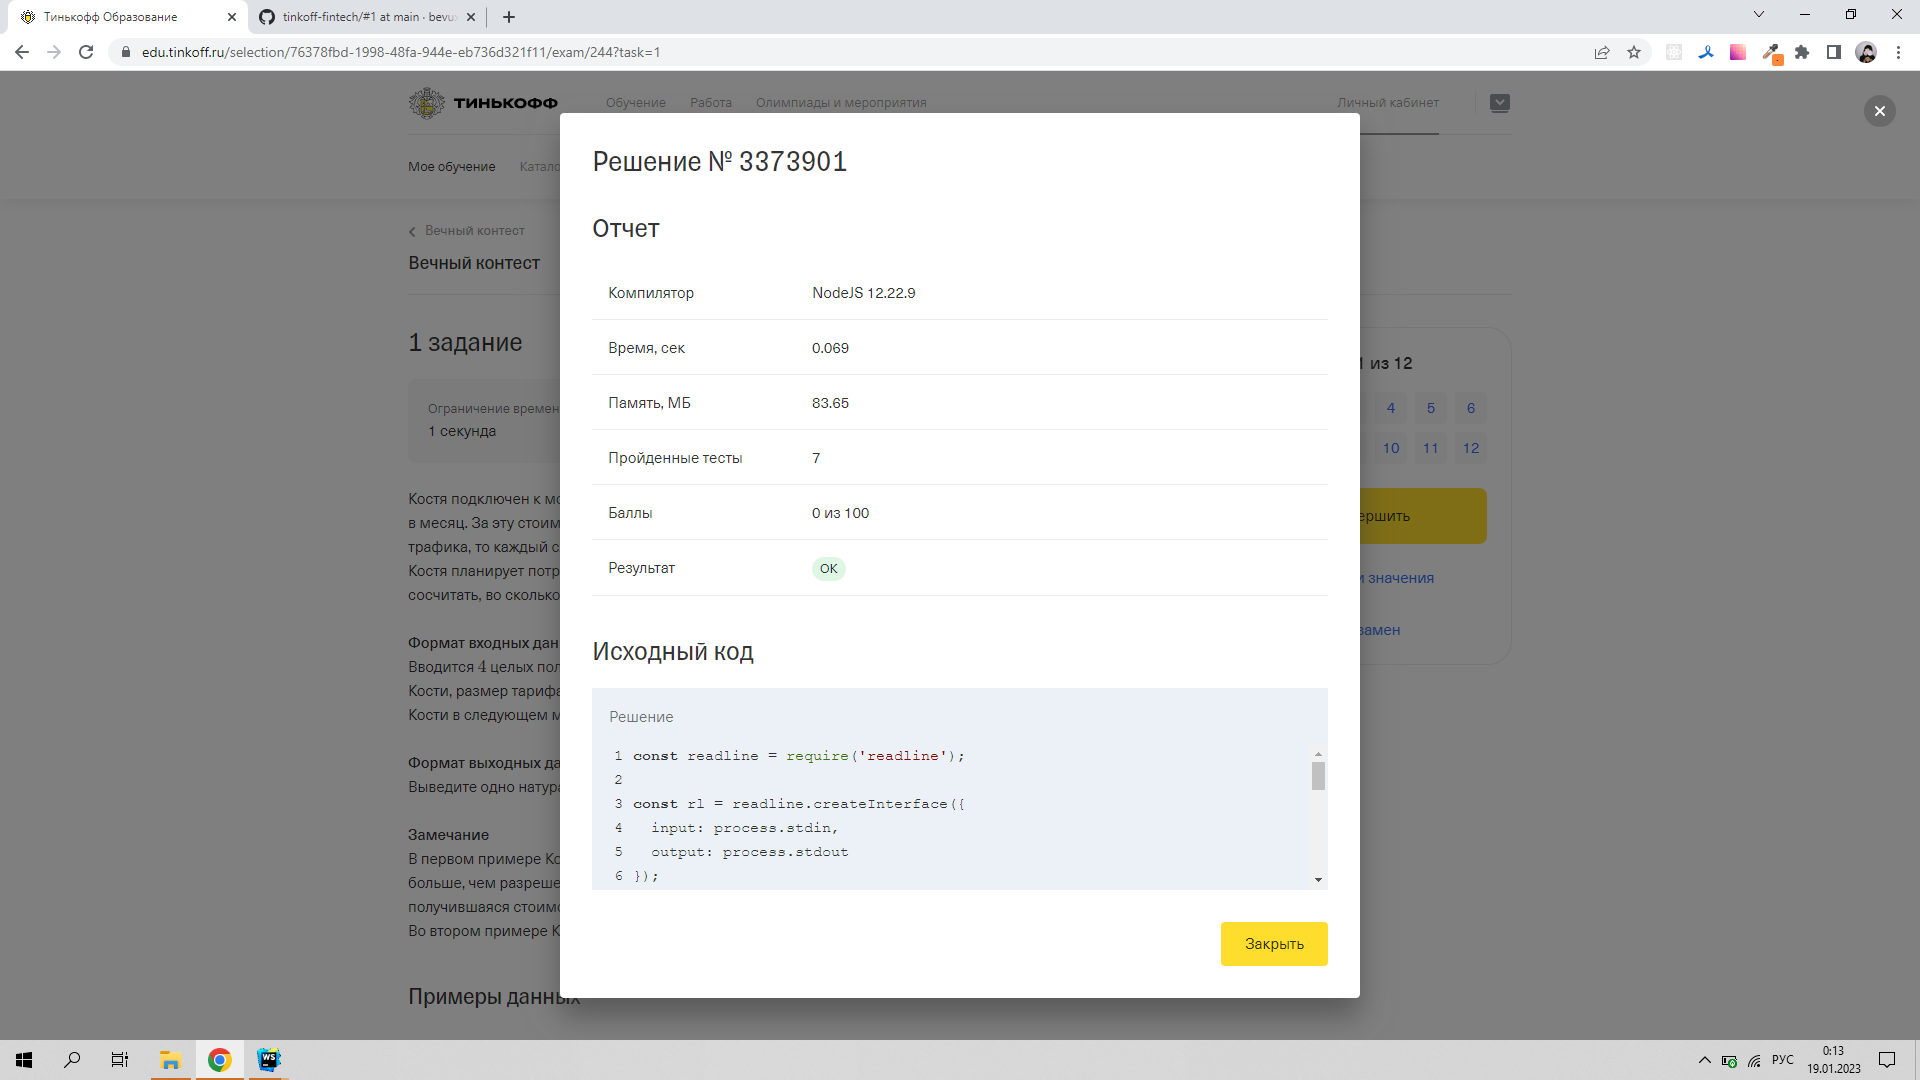 Тинькофф Образование
tinkoff-fintech/#1 at main · bevu
edu.tinkoff.ru/selection/76378fbd-1998-48fa-944e-eb736d321f11/exam/244?task=1
ТИНЬКОФФ
Обучение
Работа
Олимпиады и мероприятия
Личный кабинет
Мое обучение
Катало
Вечный контест
Вечный контест
1 задание
Ограничение времен
1 секунда
Костя подключен к мо
в месяц. За эту стоим
трафика, то каждый с
Костя планирует потр
сосчитать, во сколько
Формат входных дан
Вводится 4 целых пол
Кости, размер тарифа
Кости в следующем м
Формат выходных да
Выведите одно натура
Замечание
В первом примере Ко
больше, чем разреше
получившаяся стоимо
Во втором примере К
Примеры данных
Решение № 3373901
Отчет
Компилятор
NodeJS 12.22.9
Время, сек
0.069
Память, МБ
83.65
Пройденные тесты
7
Баллы
0 из 100
Результат
OK
Исходный код
Решение
1 const readline = require('readline');
2
3 const rl = readline.createInterface({
4 input: process.stdin,
5 output: process.stdout
6 });
Закрыть
1 из 12
4 5 6
10 11 12
ершить
и значения
замен
WS
РУС
0:13
19.01.2023